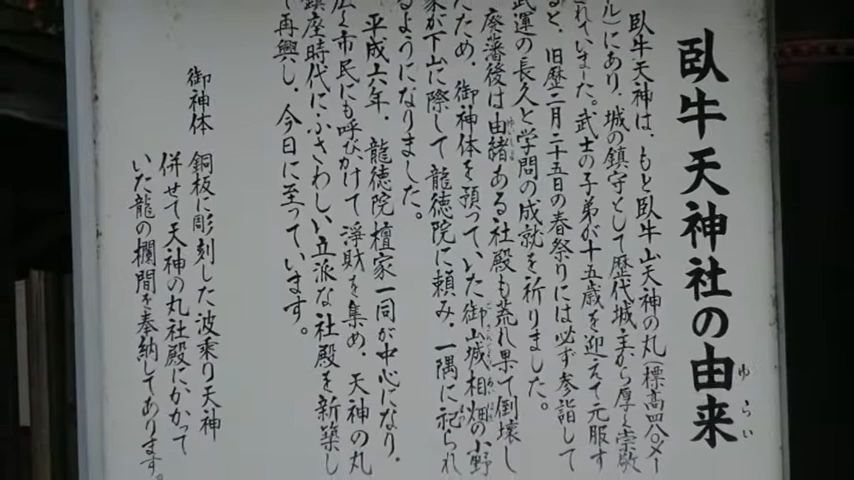 臥牛天神社の由来
ゆらい
臥牛天神は、もと臥牛山天神の丸(標高四八〇メー
ル)にあり、城の鎮守として歴代城主から厚く崇敬
れていました。武士の子弟が十五歳を迎えて元服す
ると、旧歴二月二十五日の春祭りには必ず参詣して
武運の長久と学問の成就を祈りました。
廃藩後は由緒ある社殿も荒れ果て倒壊し
ため、御神体を預っていた御山城相畑の小野
家が下山に際して龍徳院に頼み、一隅に祀られ
るようになりました。
平成六年、龍徳院檀家一同が中心になり、
広く市民にも呼びかけて浄財を集め、天神の丸
鎮座時代にふさわしい立派な社殿を新築し
て再興し、今日に至っています。
御神体 銅板に彫刻した波乗り天神
併せて天神の丸社殿にかかって
いた龍の欄間を奉納してあります。